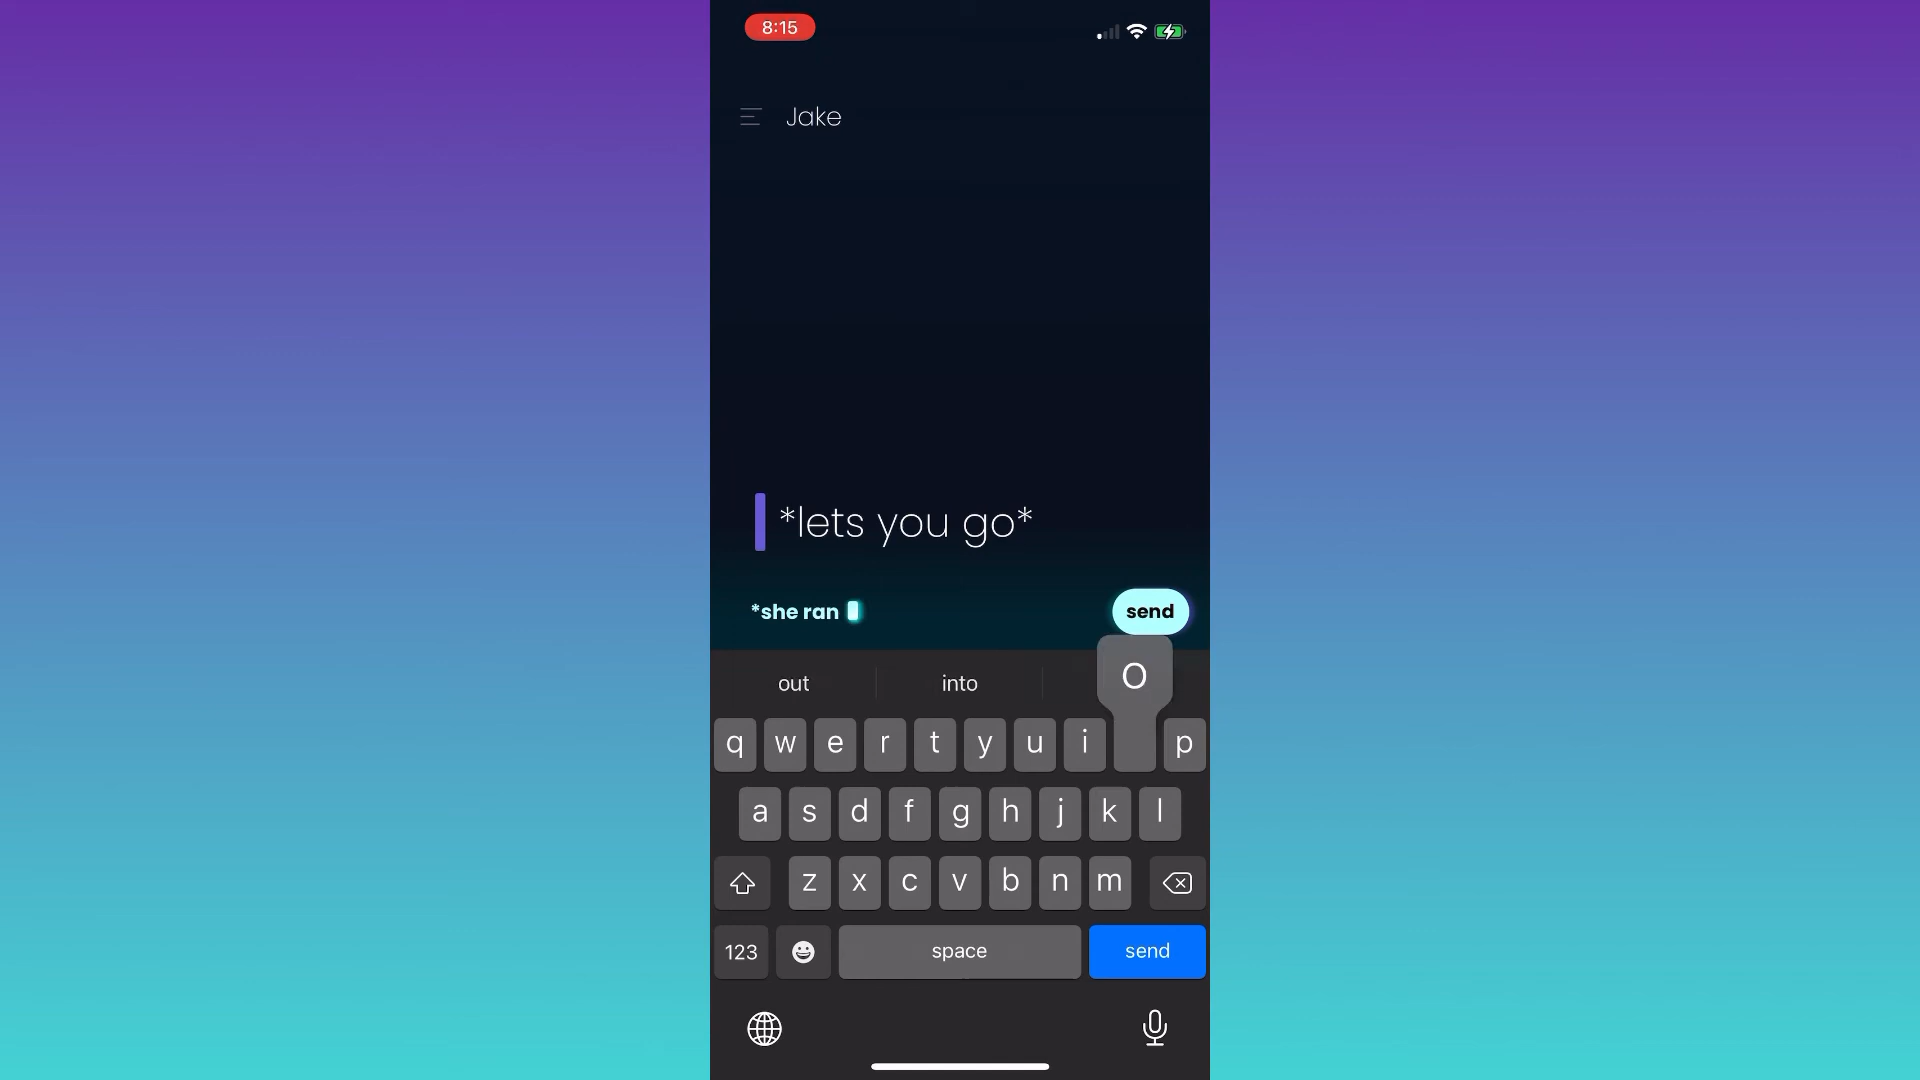 8:15
Jake
*lets you go*
*she ran
send
out into
O
q w e r t y u i p
a s d f g h j k l
z x c v b n m
123 space send